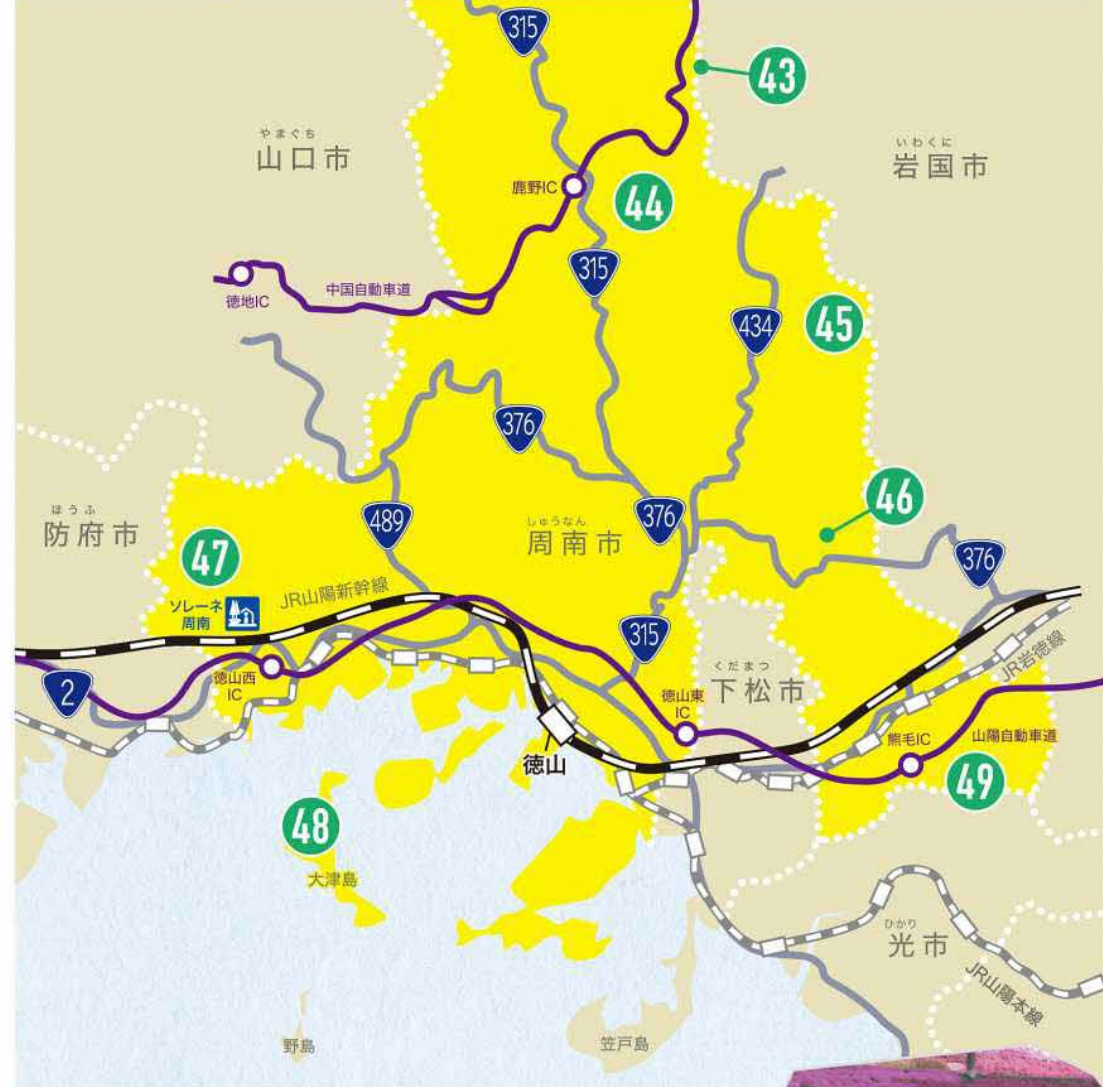 315
43
やまぐち
山口市
いわくに
岩国市
鹿野IC
44
315
徳地IC
中国自動車道
434
45
376
46
ほうふ
防府市
489
しゅうなん
周南市
376
47
376
JR山陽新幹線
ソレーネ
周南
315
JR岩徳線
くだまつ
下松市
2
徳山西
IC
徳山東
IC
熊毛IC
山陽自動車道
徳山
49
48
大津島
ひかり
光市
JR山陽本線
野島
笠戸島